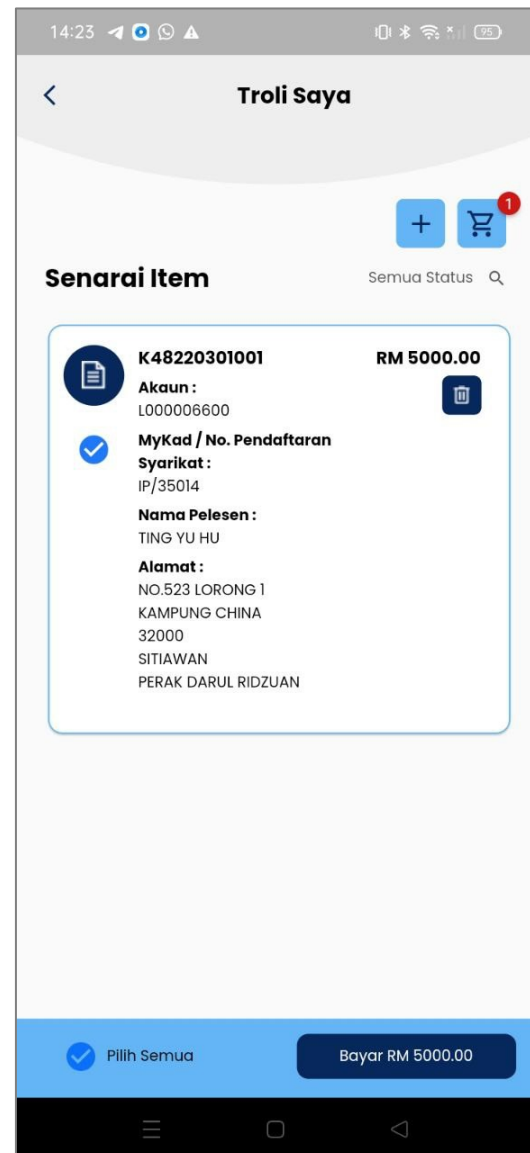 14:23
95
Troli Saya
1
Senarai Item
Semua Status
K48220301001
RM 5000.00
Akaun :
L000006600
MyKad / No. Pendaftaran
Syarikat :
IP/35014
Nama Pelesen :
TING YU HU
Alamat :
NO.523 LORONG 1
KAMPUNG CHINA
32000
SITIAWAN
PERAK DARUL RIDZUAN
Pilih Semua
Bayar RM 5000.00